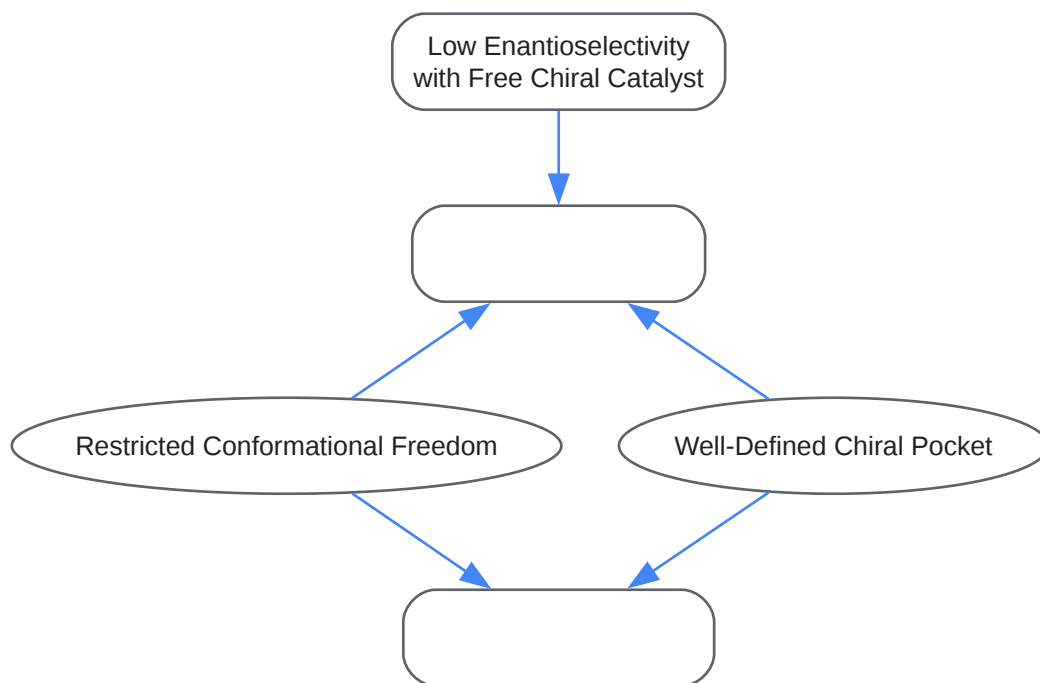 Low Enantioselectivity
with Free Chiral Catalyst
Restricted Conformational Freedom
Well-Defined Chiral Pocket